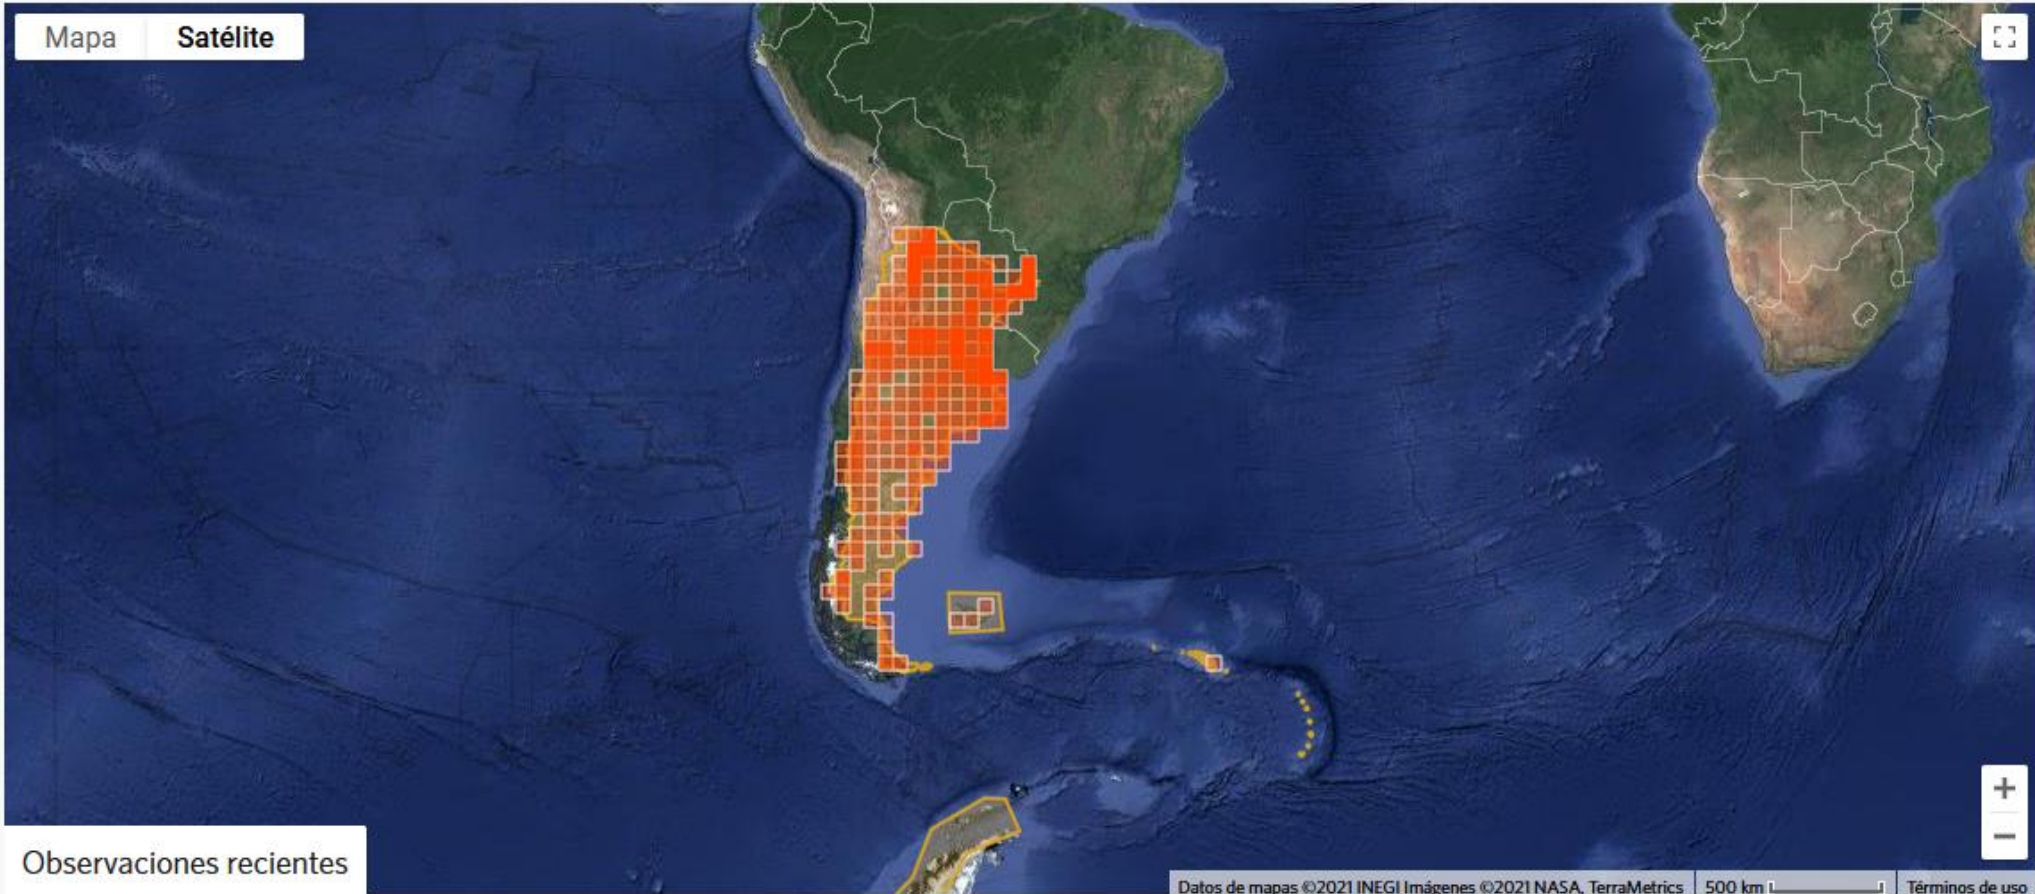 Mapa Satélite
+
−
Observaciones recientes
Datos de mapas ©2021 INEGI Imágenes ©2021 NASA, TerraMetrics 500 km Términos de uso